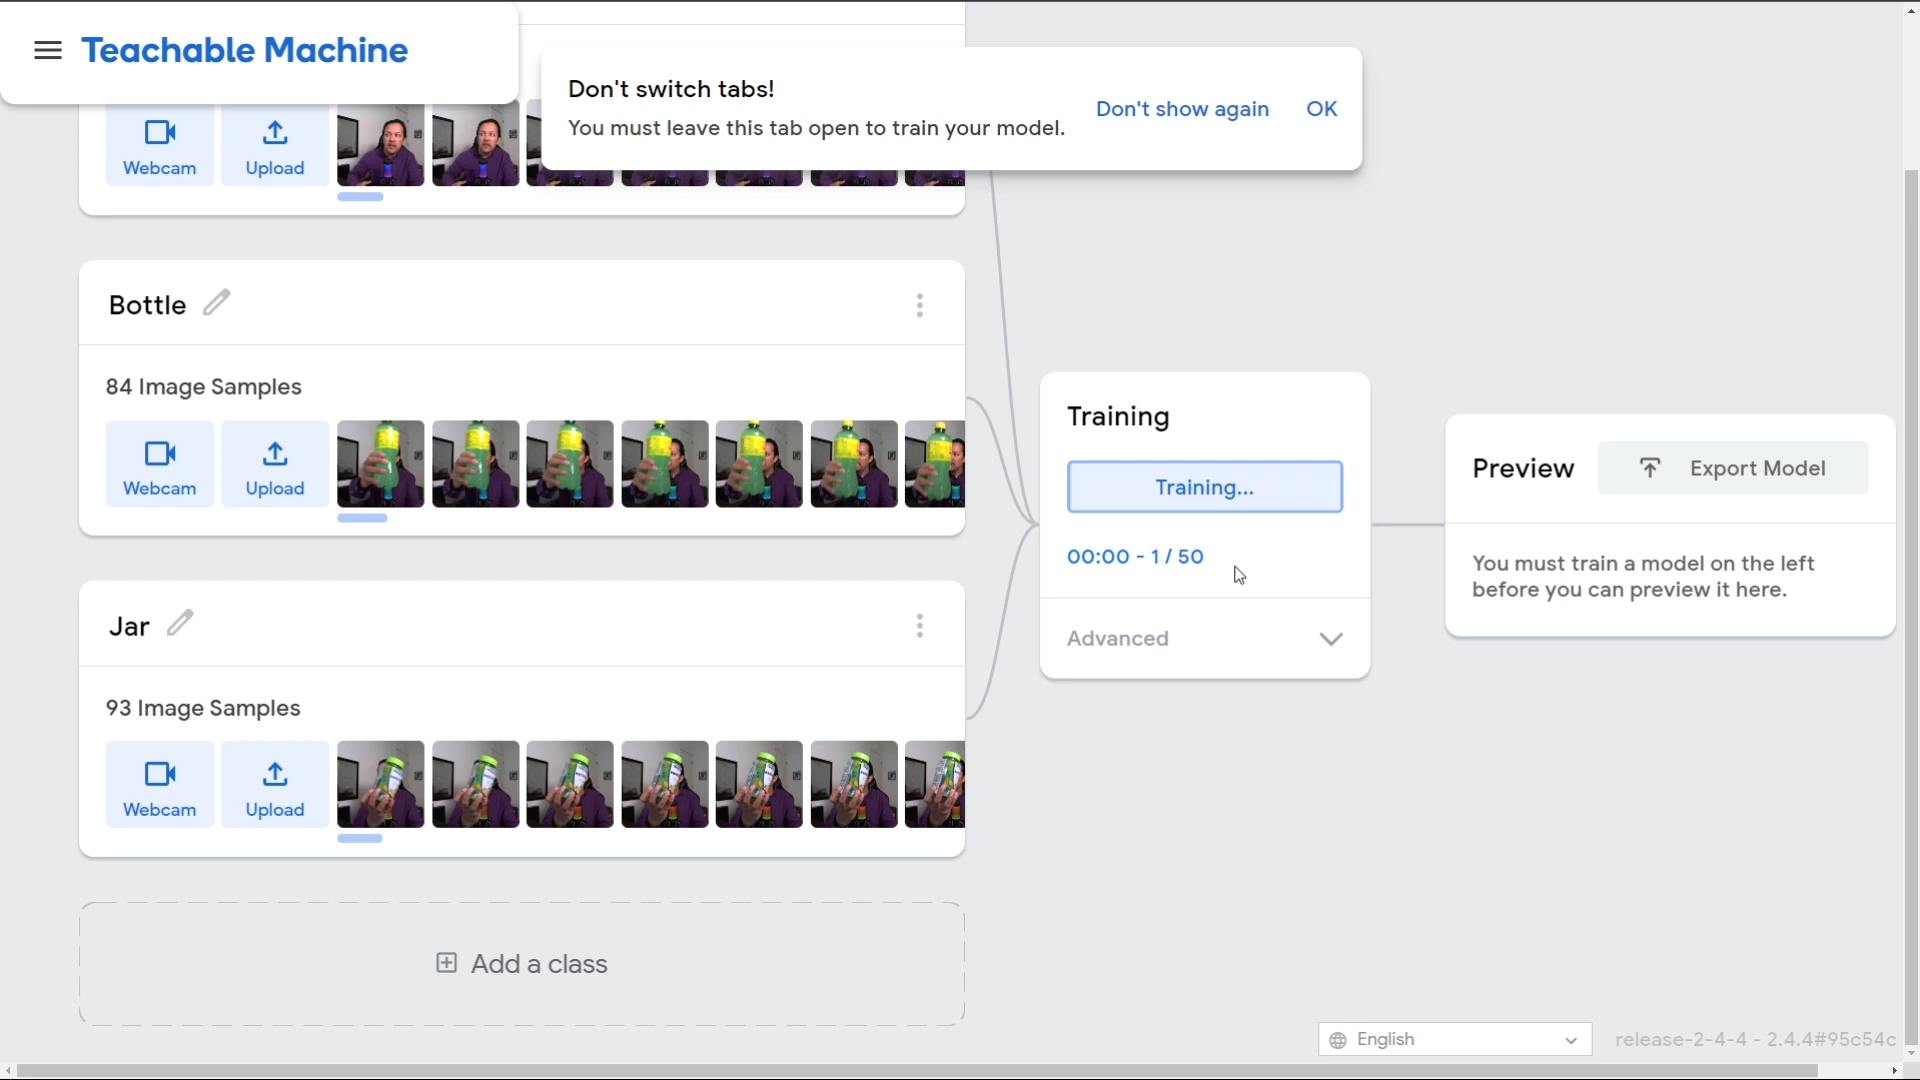 Teachable Machine
Don't switch tabs!
You must leave this tab open to train your model.
Don't show again
OK
Webcam
Upload
Bottle
84 Image Samples
Webcam
Upload
Jar
93 Image Samples
Webcam
Upload
Add a class
Training
Training...
00:00 - 1 / 50
Advanced
Preview
Export Model
You must train a model on the left
before you can preview it here.
English
release-2-4-4 - 2.4.4#95c54c